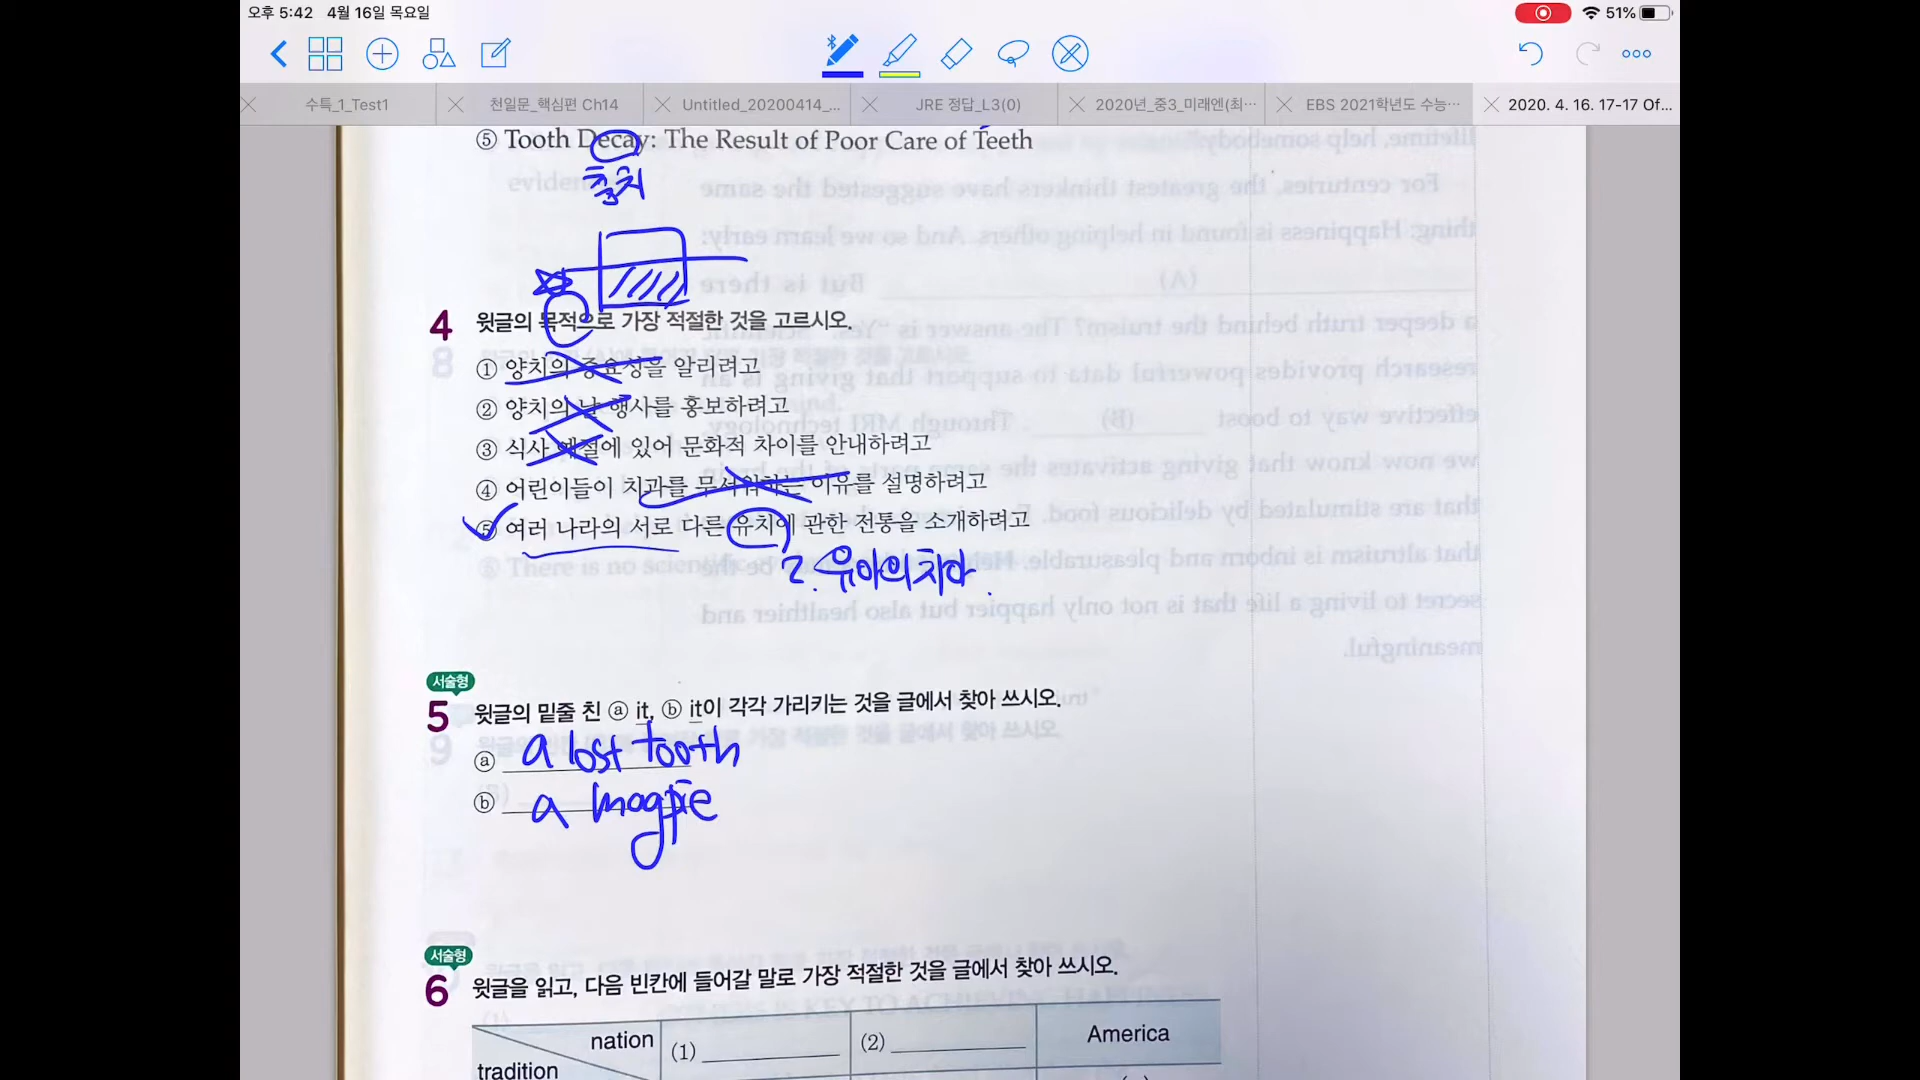 오후 5:42 4월 16일 목요일
51%
수특_1_Test1
천일문_핵심편 Ch14
Untitled_20200414_...
JRE 정답_L3(0)
2020년_중3_미래엔(최...
EBS 2021학년도 수능...
2020. 4. 16. 17-17 Of...
⑤ Tooth Decay: The Result of Poor Care of Teeth
충치
4 윗글의 목적으로 가장 적절한 것을 고르시오.
① 양치의 중요성을 알리려고
② 양치의 날 행사를 홍보하려고
③ 식사 예절에 있어 문화적 차이를 안내하려고
④ 어린이들이 치과를 무서워하는 이유를 설명하려고
⑤ 여러 나라의 서로 다른 유치에 관한 전통을 소개하려고
서술형
5 윗글의 밑줄 친 ⓐ it, ⓑ it이 각각 가리키는 것을 글에서 찾아 쓰시오.
ⓐ a lost tooth
ⓑ a magpie
서술형
6 윗글을 읽고, 다음 빈칸에 들어갈 말로 가장 적절한 것을 글에서 찾아 쓰시오.
nation (1) (2) America
tradition